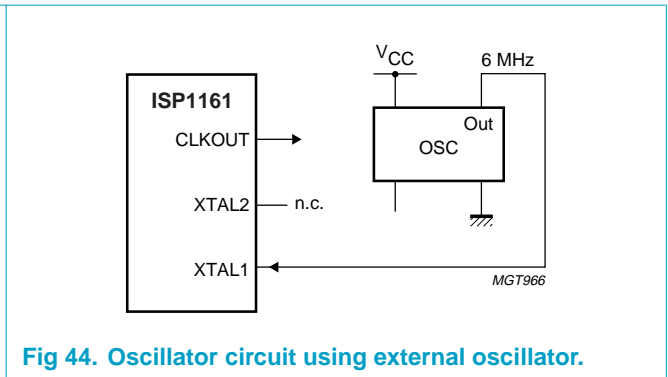 VCC
6 MHz
ISP1161
Out
CLKOUT
OSC
XTAL2
n.c.
XTAL1
MGT966
Fig 44. Oscillator circuit using external oscillator.